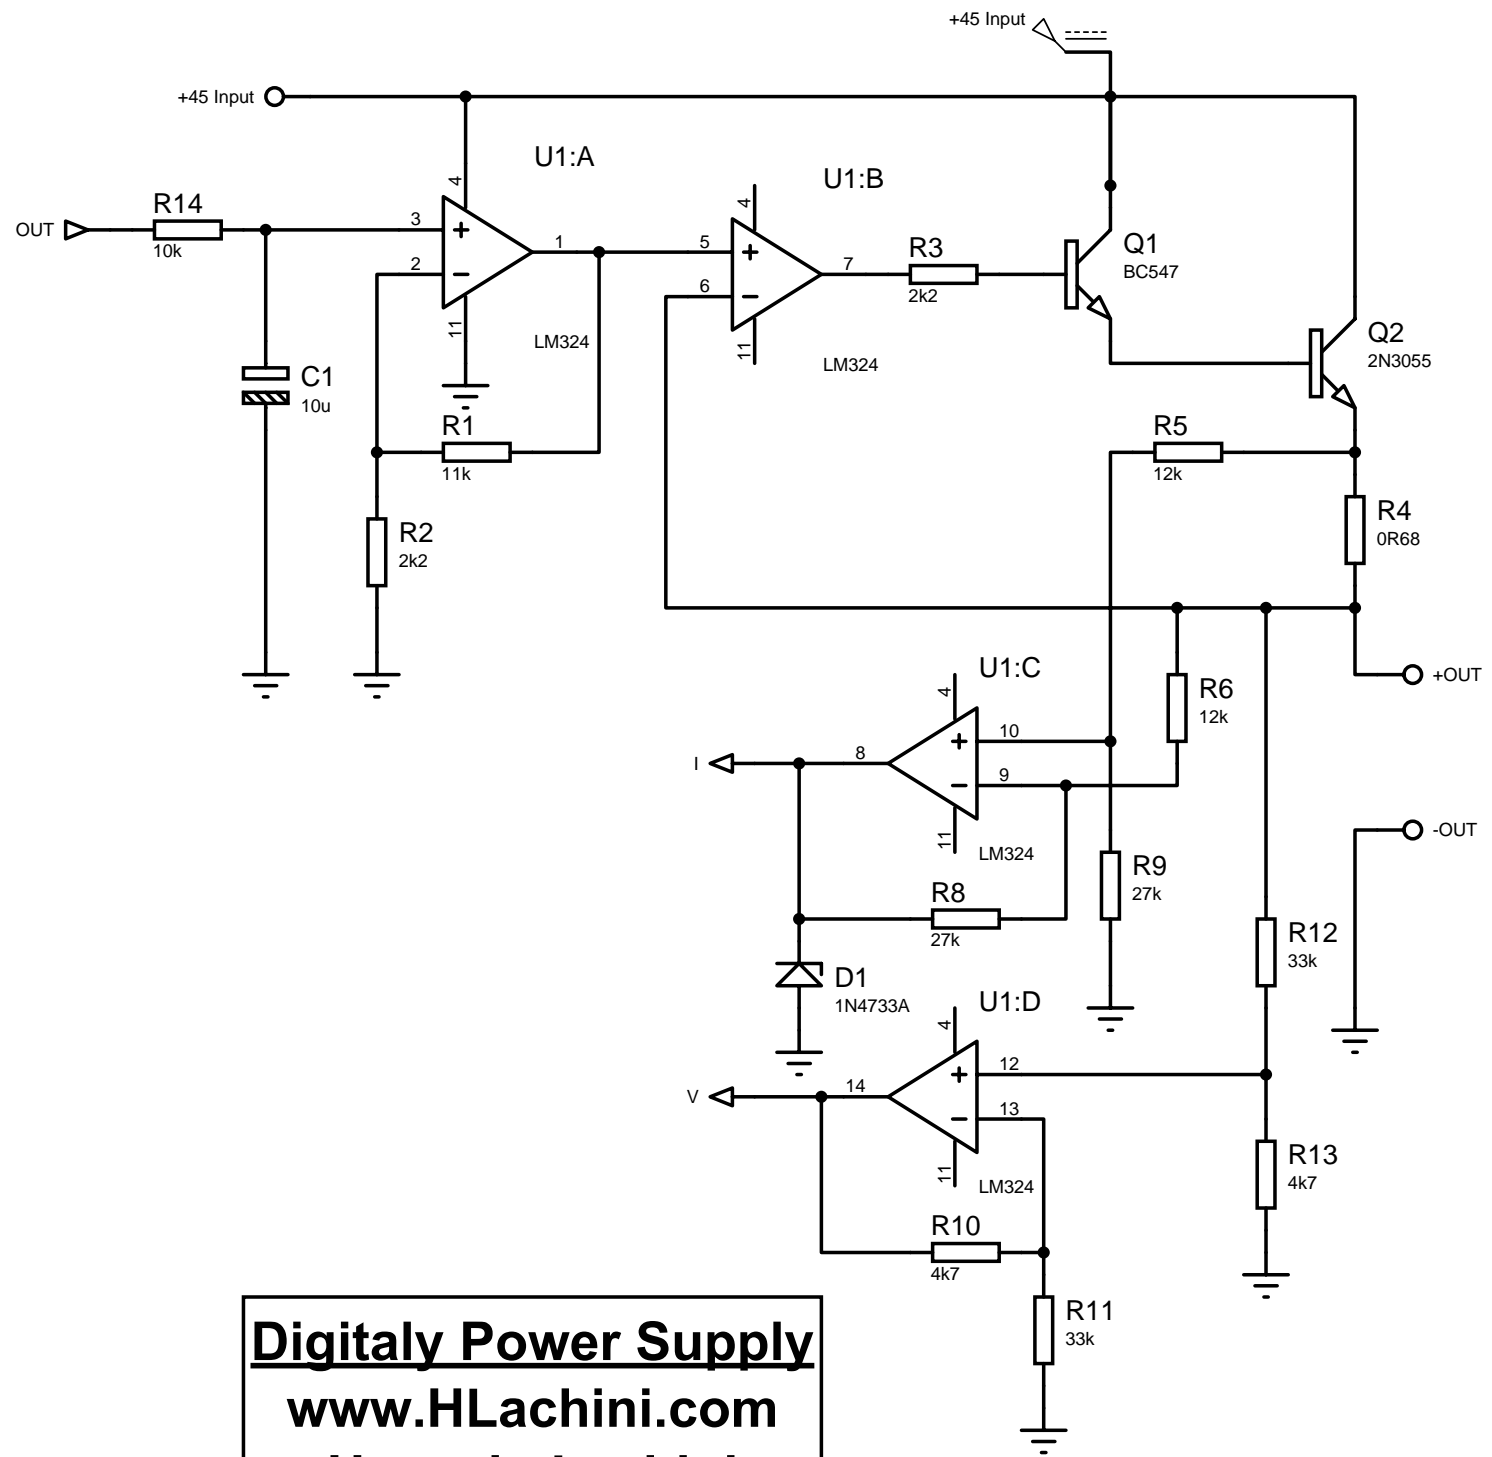 +45 Input
+45 Input
U1:A
U1:B
4
4
R14
OUT
10k
3
+
1
2
−
11
LM324
5
+
7
6
−
11
LM324
R3
2k2
Q1
BC547
Q2
2N3055
C1
10u
R1
11k
R2
2k2
R5
12k
R4
0R68
U1:C
4
R6
12k
+OUT
I
8
+
10
−
9
11
LM324
-OUT
R8
27k
R9
27k
R12
33k
D1
1N4733A
U1:D
4
V
14
+
12
−
13
11
LM324
R13
4k7
R10
4k7
R11
33k
Digitaly Power Supply
www.HLachini.com